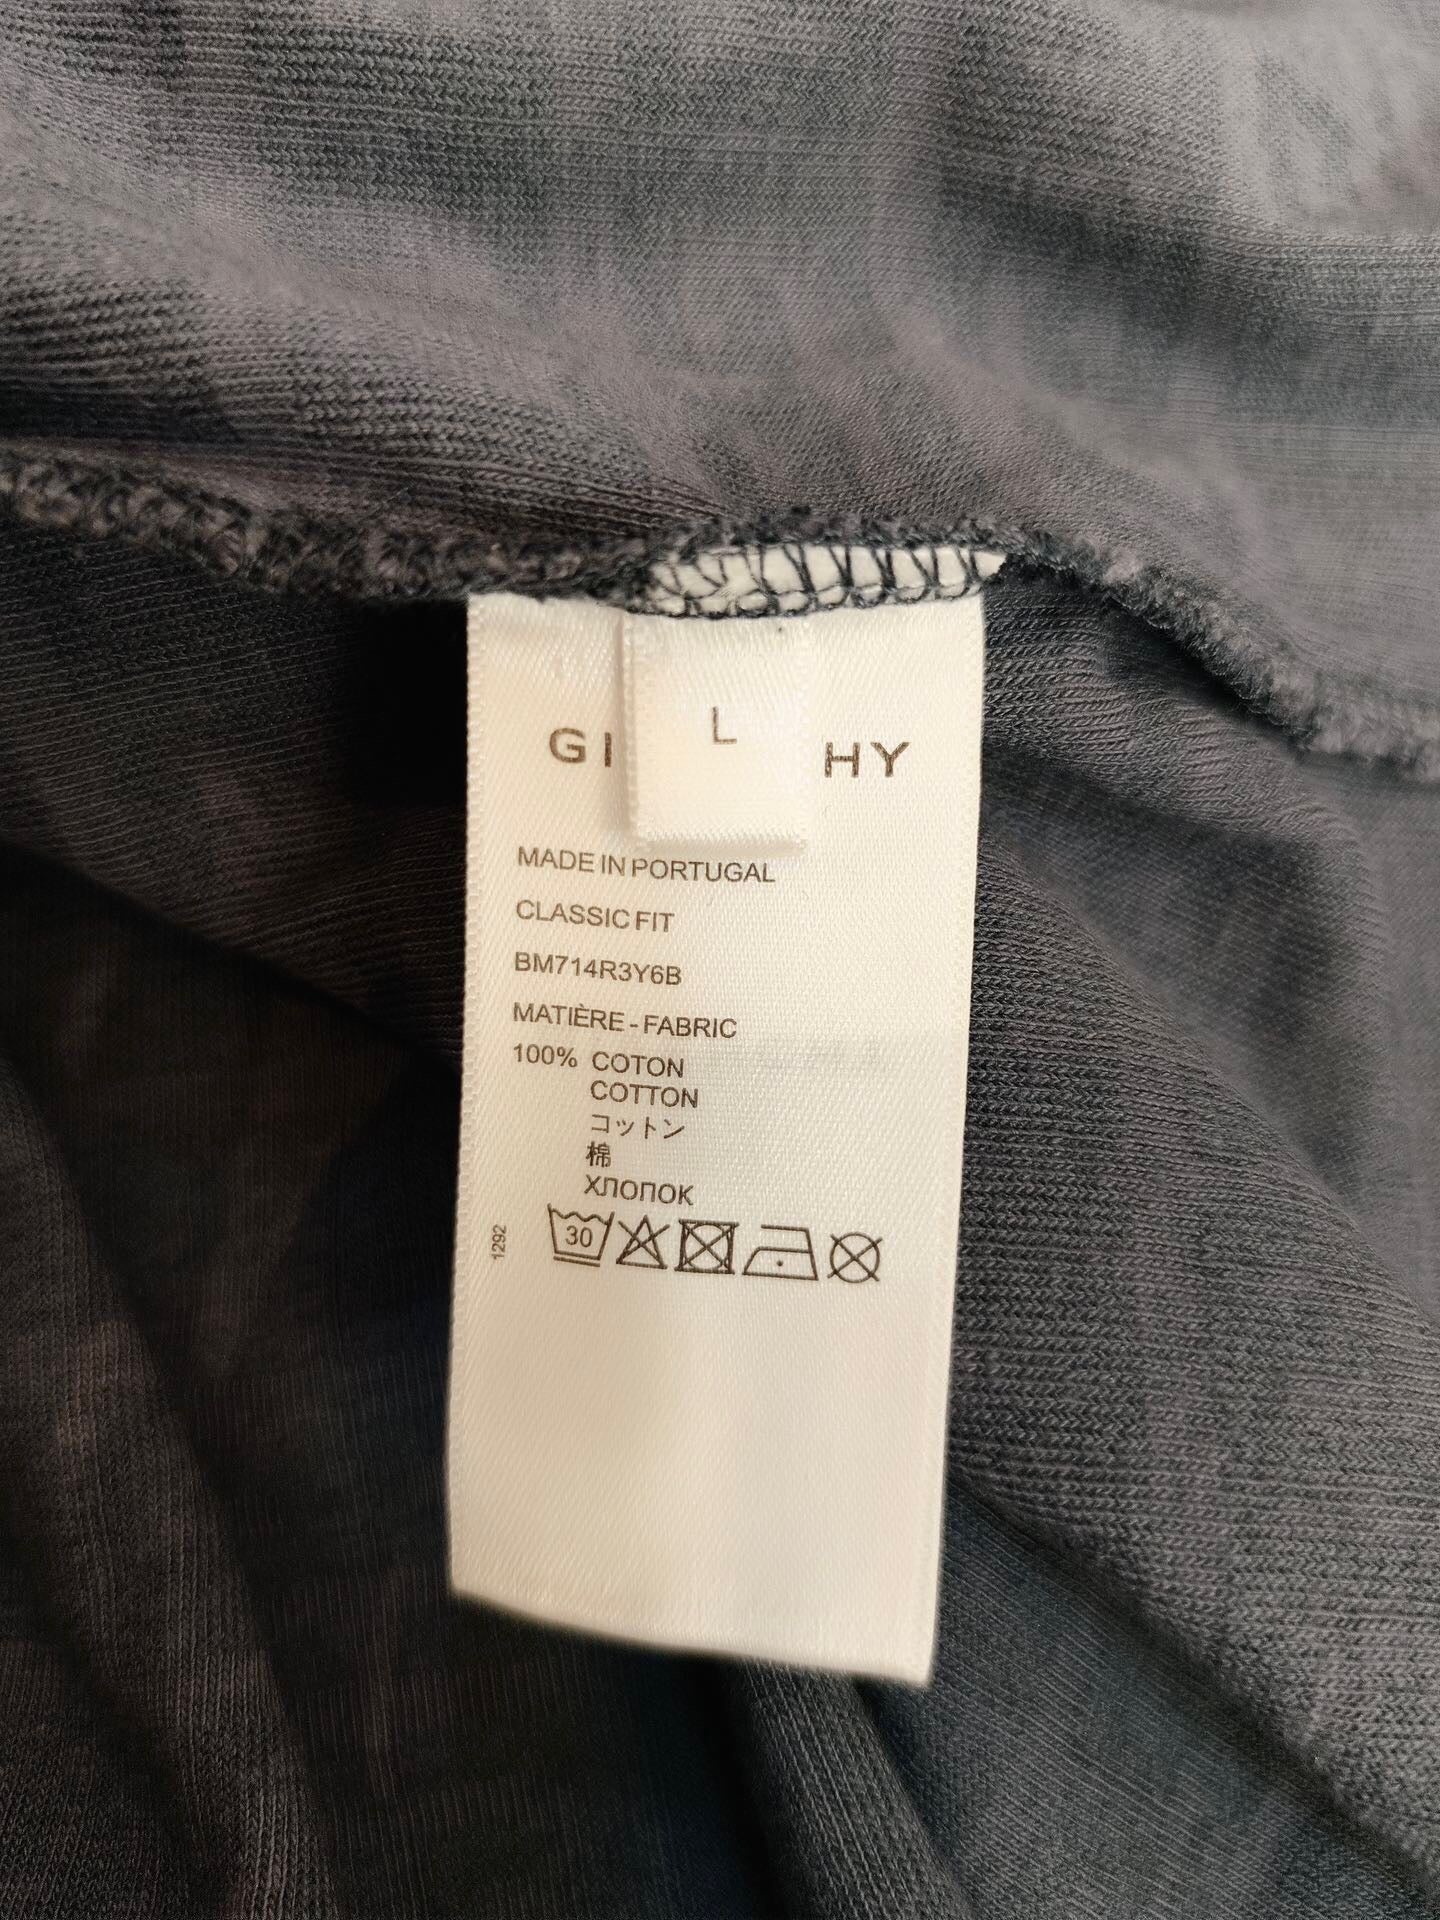 L
GI HY
MADE IN PORTUGAL
CLASSIC FIT
BM714R3Y6B
MATIÈRE - FABRIC
100% COTON
COTTON
コットン
棉
ХЛОПОК
1292
30